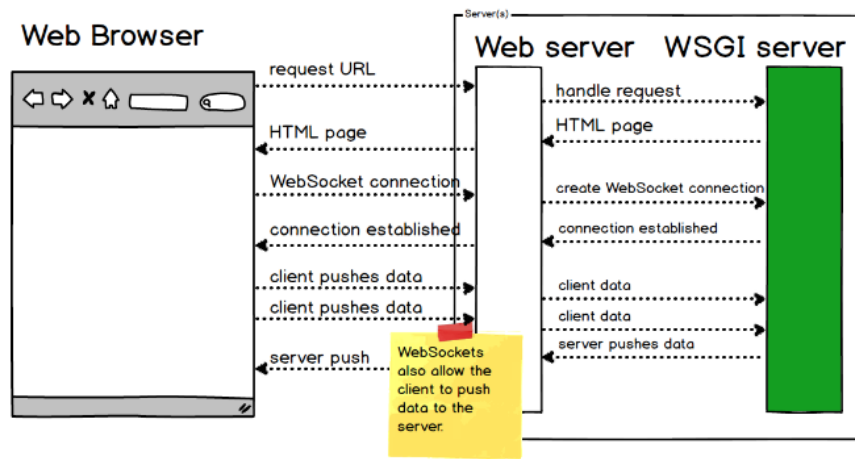 Server(s)
Web Browser
Web server
WSGI server
request URL
handle request
HTML page
HTML page
WebSocket connection
create WebSocket connection
connection established
connection established
client pushes data
client data
client pushes data
client data
server pushes data
server push
WebSockets
also allow the
client to push
data to the
server.